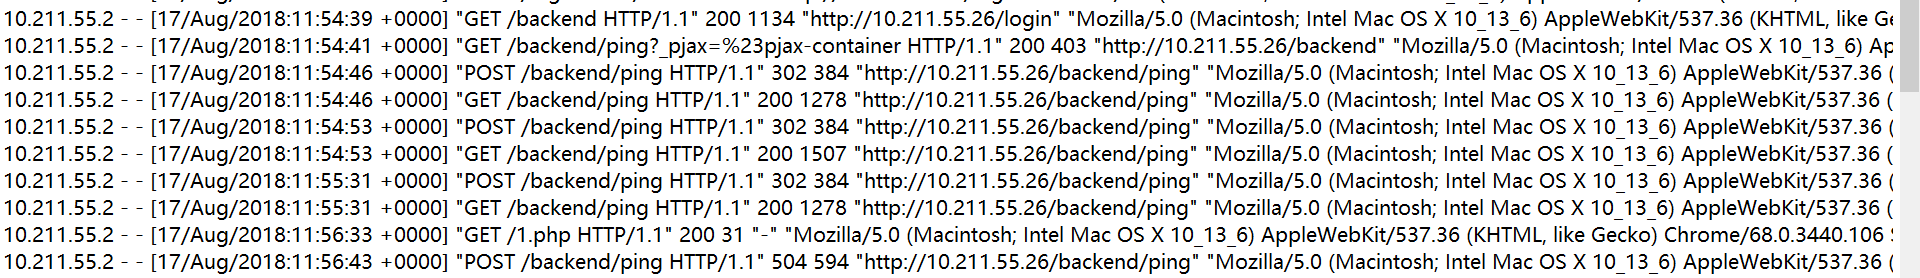 10.211.55.2 - - [17/Aug/2018:11:54:39 +0000] "GET /backend HTTP/1.1" 200 1134 "http://10.211.55.26/login" "Mozilla/5.0 (Macintosh; Intel Mac OS X 10_13_6) AppleWebKit/537.36 (KHTML, like Ge
10.211.55.2 - - [17/Aug/2018:11:54:41 +0000] "GET /backend/ping?_pjax=%23pjax-container HTTP/1.1" 200 403 "http://10.211.55.26/backend" "Mozilla/5.0 (Macintosh; Intel Mac OS X 10_13_6) Ap
10.211.55.2 - - [17/Aug/2018:11:54:46 +0000] "POST /backend/ping HTTP/1.1" 302 384 "http://10.211.55.26/backend/ping" "Mozilla/5.0 (Macintosh; Intel Mac OS X 10_13_6) AppleWebKit/537.36 (
10.211.55.2 - - [17/Aug/2018:11:54:46 +0000] "GET /backend/ping HTTP/1.1" 200 1278 "http://10.211.55.26/backend/ping" "Mozilla/5.0 (Macintosh; Intel Mac OS X 10_13_6) AppleWebKit/537.36 (
10.211.55.2 - - [17/Aug/2018:11:54:53 +0000] "POST /backend/ping HTTP/1.1" 302 384 "http://10.211.55.26/backend/ping" "Mozilla/5.0 (Macintosh; Intel Mac OS X 10_13_6) AppleWebKit/537.36 (
10.211.55.2 - - [17/Aug/2018:11:54:53 +0000] "GET /backend/ping HTTP/1.1" 200 1507 "http://10.211.55.26/backend/ping" "Mozilla/5.0 (Macintosh; Intel Mac OS X 10_13_6) AppleWebKit/537.36 (
10.211.55.2 - - [17/Aug/2018:11:55:31 +0000] "POST /backend/ping HTTP/1.1" 302 384 "http://10.211.55.26/backend/ping" "Mozilla/5.0 (Macintosh; Intel Mac OS X 10_13_6) AppleWebKit/537.36 (
10.211.55.2 - - [17/Aug/2018:11:55:31 +0000] "GET /backend/ping HTTP/1.1" 200 1278 "http://10.211.55.26/backend/ping" "Mozilla/5.0 (Macintosh; Intel Mac OS X 10_13_6) AppleWebKit/537.36 (
10.211.55.2 - - [17/Aug/2018:11:56:33 +0000] "GET /1.php HTTP/1.1" 200 31 "-" "Mozilla/5.0 (Macintosh; Intel Mac OS X 10_13_6) AppleWebKit/537.36 (KHTML, like Gecko) Chrome/68.0.3440.106
10.211.55.2 - - [17/Aug/2018:11:56:43 +0000] "POST /backend/ping HTTP/1.1" 504 594 "http://10.211.55.26/backend/ping" "Mozilla/5.0 (Macintosh; Intel Mac OS X 10_13_6) AppleWebKit/537.36 (